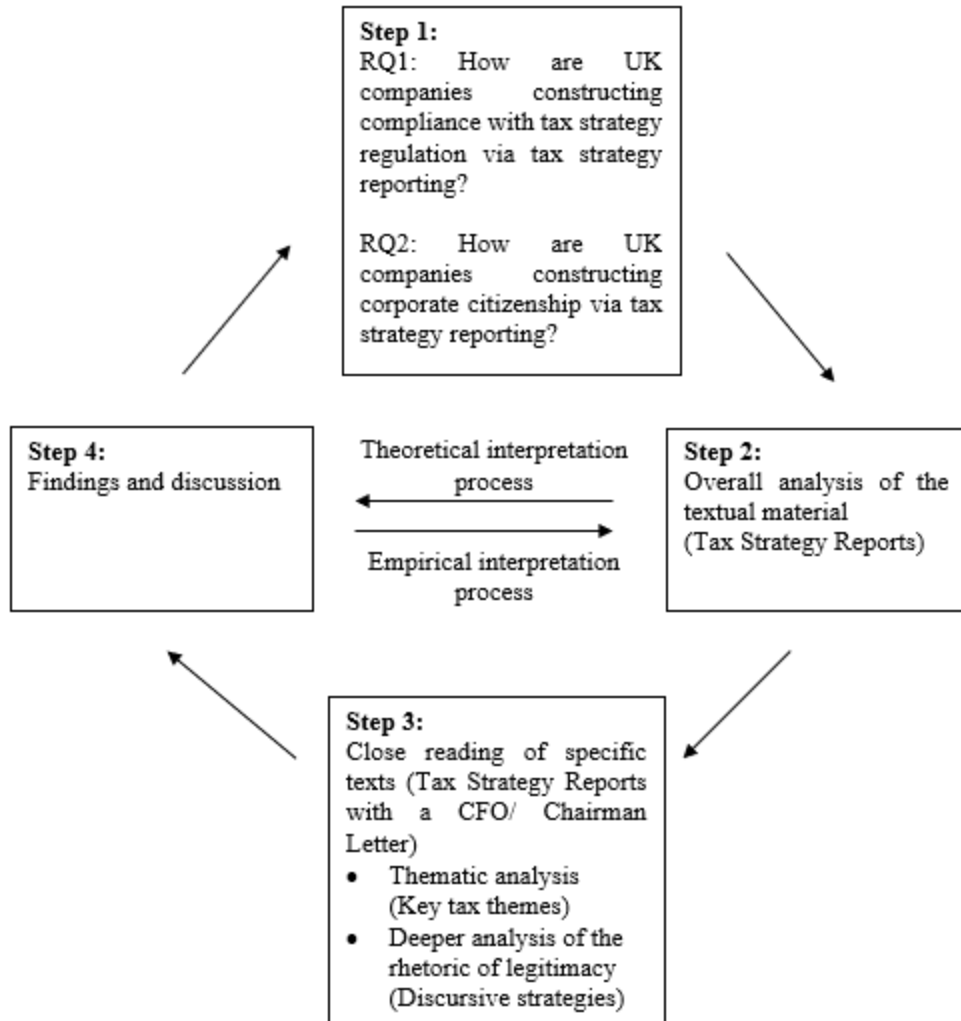 Step 1:
RQ1: How are UK
companies constructing
compliance with tax strategy
regulation via tax strategy
reporting?
RQ2: How are UK
companies constructing
corporate citizenship via tax
strategy reporting?
Step 4:
Findings and discussion
Theoretical interpretation
process
Empirical interpretation
process
Step 2:
Overall analysis of the
textual material
(Tax Strategy Reports)
Step 3:
Close reading of specific
texts (Tax Strategy Reports
with a CFO/ Chairman
Letter)
• Thematic analysis
(Key tax themes)
• Deeper analysis of the
rhetoric of legitimacy
(Discursive strategies)